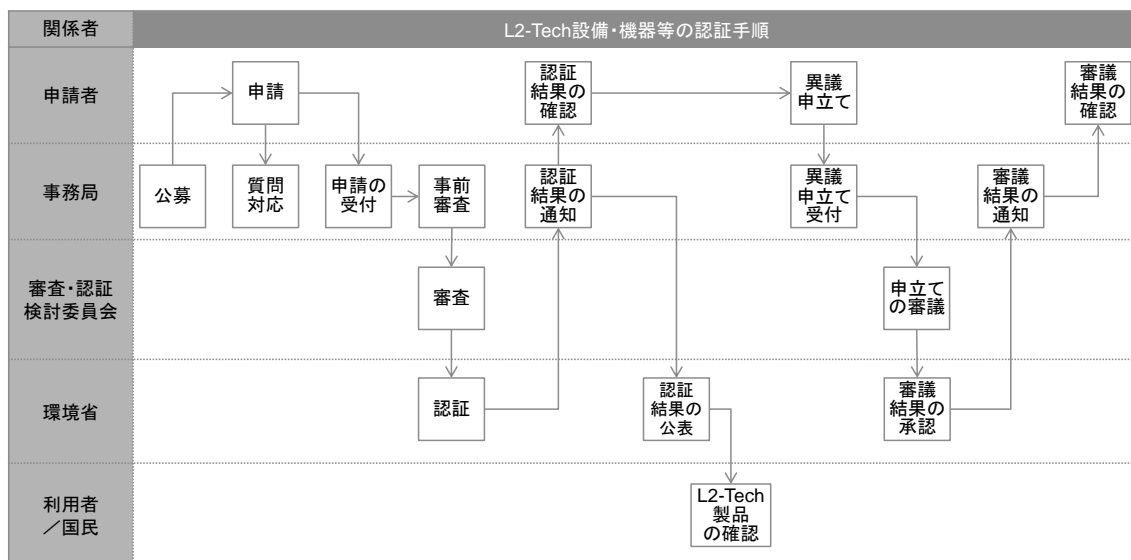 関係者
L2-Tech設備・機器等の認証手順
申請者
申請
認証
結果の
確認
異議
申立て
審議
結果の
確認
事務局
公募
質問
対応
申請の
受付
事前
審査
認証
結果の
通知
異議
申立て
受付
審議
結果の
通知
審査・認証
検討委員会
審査
申立て
の審議
環境省
認証
認証
結果の
公表
審議
結果の
承認
利用者
／国民
L2-Tech
製品
の確認